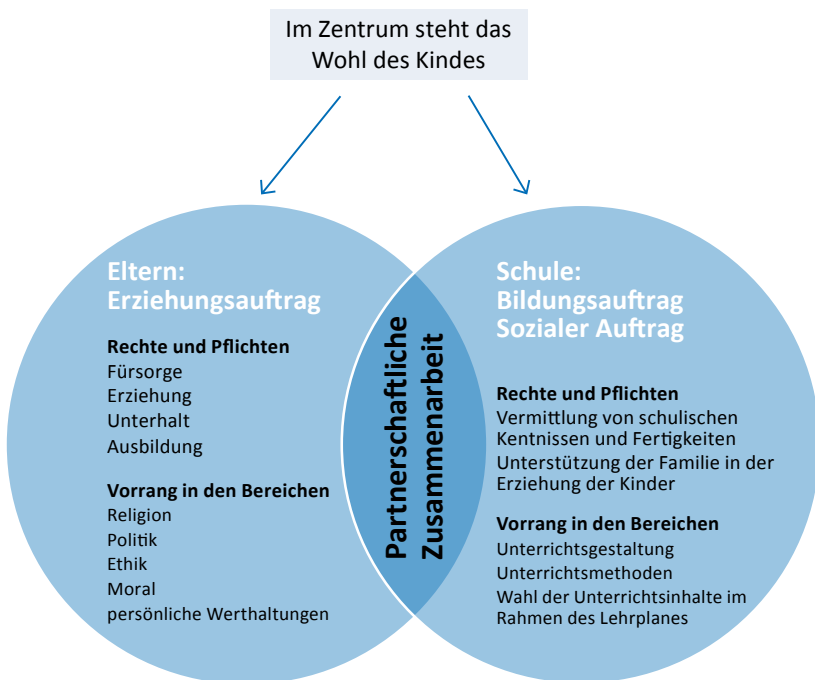 Im Zentrum steht das
Wohl des Kindes
Eltern:
Erziehungsauftrag
Rechte und Pflichten
Fürsorge
Erziehung
Unterhalt
Ausbildung
Vorrang in den Bereichen
Religion
Politik
Ethik
Moral
persönliche Werthaltungen
Partnerschaftliche
Zusammenarbeit
Schule:
Bildungsauftrag
Sozialer Auftrag
Rechte und Pflichten
Vermittlung von schulischen
Kentnissen und Fertigkeiten
Unterstützung der Familie in der
Erziehung der Kinder
Vorrang in den Bereichen
Unterrichtsgestaltung
Unterrichtsmethoden
Wahl der Unterrichtsinhalte im
Rahmen des Lehrplanes